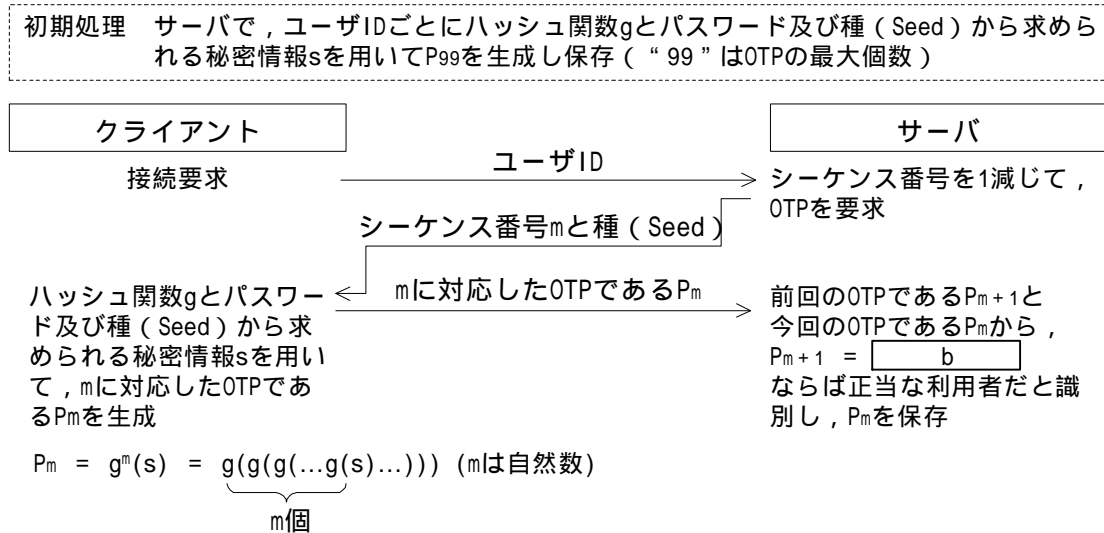 初期処理 サーバで，ユーザIDごとにハッシュ関数gとパスワード及び種（Seed）から求めら
れる秘密情報sを用いてP99を生成し保存（“99”はOTPの最大個数）
クライアント
サーバ
接続要求
ユーザID
シーケンス番号を1減じて，
OTPを要求
シーケンス番号mと種（Seed）
ハッシュ関数gとパスワー
ド及び種（Seed）から求
められる秘密情報sを用い
て，mに対応したOTPであ
るPmを生成
mに対応したOTPであるPm
前回のOTPであるPm+1と
今回のOTPであるPmから，
Pm+1 = b
ならば正当な利用者だと識
別し，Pmを保存
Pm = g^m(s) = g(g(g(…g(s)…))) (mは自然数)
m個